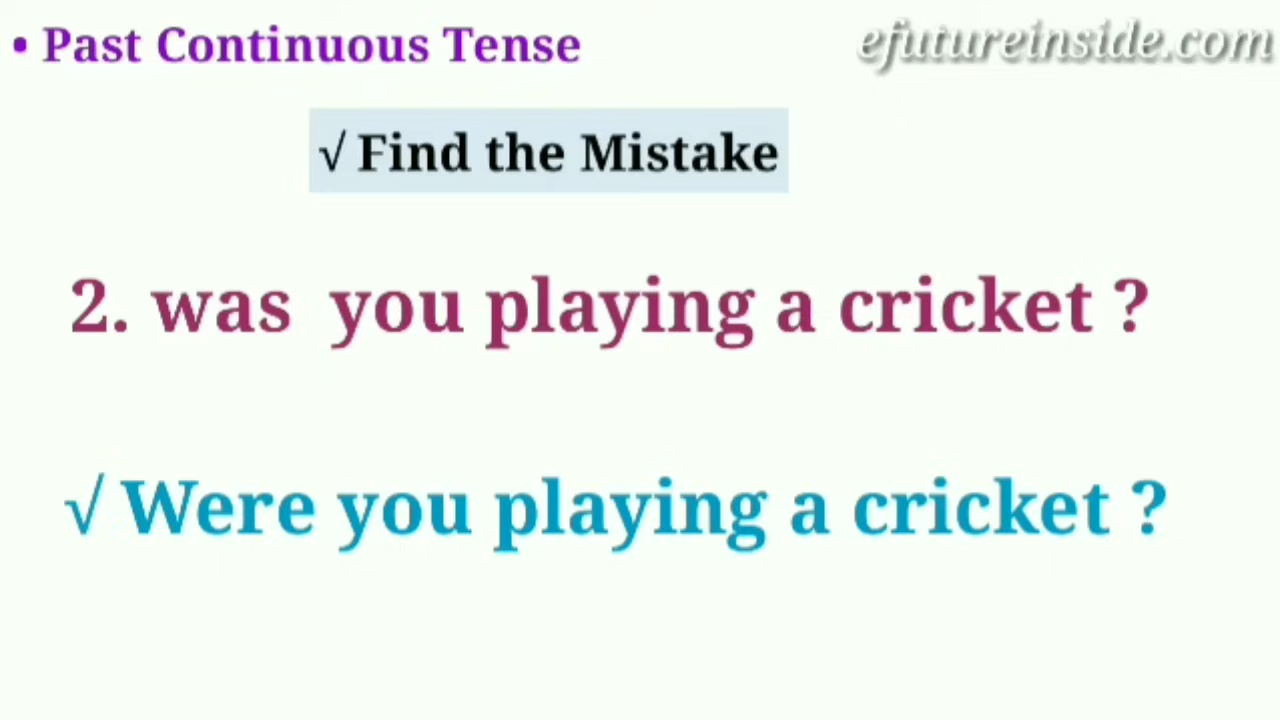 • Past Continuous Tense
efutureinside.com
√ Find the Mistake
2. was you playing a cricket ?
√ Were you playing a cricket ?